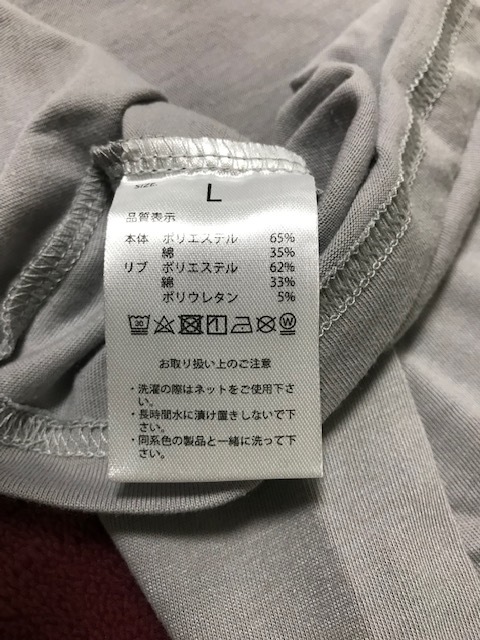 SIZE:
L
品質表示
本体 ポリエステル 65%
綿 35%
リブ ポリエステル 62%
綿 33%
ポリウレタン 5%
お取り扱い上のご注意
・洗濯の際はネットをご使用下さ
い。
・長時間水に漬け置きしないで下
さい。
・同系色の製品と一緒に洗って下
さい。